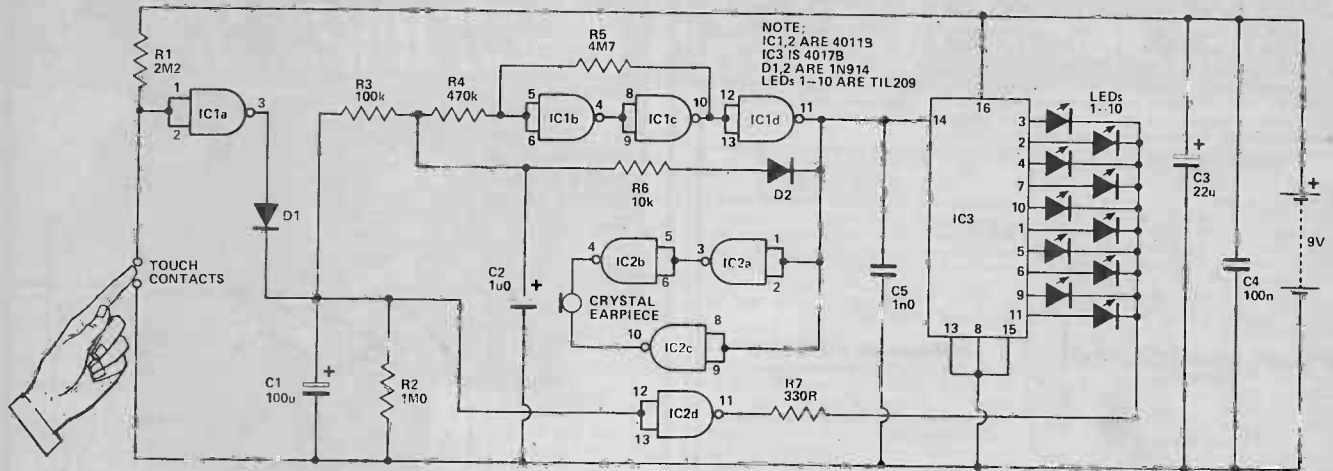 R1
2M2
1
2
IC1a
3
D1
TOUCH
CONTACTS
C1
100u
+
R2
1M0
R3
100k
R4
470k
R5
4M7
5
6
IC1b
4
8
9
IC1c
10
12
13
IC1d
11
R6
10k
D2
C2
1u0
+
4
IC2b
5
6
3
IC2a
1
2
CRYSTAL
EARPIECE
10
IC2c
8
9
12
13
IC2d
11
R7
330R
NOTE;
IC1,2 ARE 4011B
IC3 IS 4017B
D1,2 ARE 1N914
LEDs 1–10 ARE TIL209
C5
1n0
14
16
IC3
3
2
4
7
10
1
5
6
9
11
13
8
15
LEDs
1--10
+
C3
22u
C4
100n
+
9V